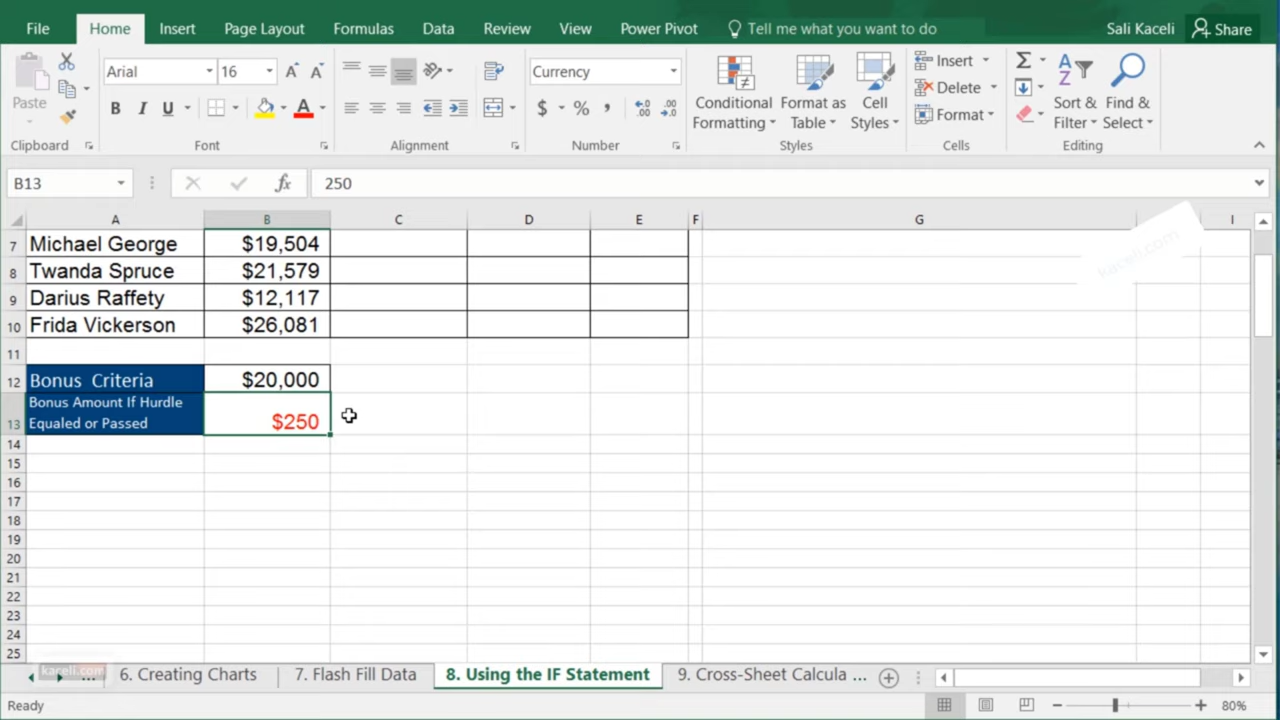 File Home Insert Page Layout Formulas Data Review View Power Pivot Tell me what you want to do Sali Kaceli Share
Paste
Clipboard
Arial 16
B I U
Font
Alignment
Currency
$ % ,
Number
Conditional Formatting
Format as Table
Cell Styles
Styles
Insert
Delete
Format
Cells
Sort & Filter
Find & Select
Editing
B13 fx 250
A B C D E F G I
7 Michael George $19,504
8 Twanda Spruce $21,579
9 Darius Raffety $12,117
10 Frida Vickerson $26,081
11
12 Bonus Criteria $20,000
Bonus Amount If Hurdle
13 Equaled or Passed $250
14
15
16
17
18
19
20
21
22
23
24
25
kaceli.com
kaceli.com
... 6. Creating Charts 7. Flash Fill Data 8. Using the IF Statement 9. Cross-Sheet Calcula ...
Ready 80%